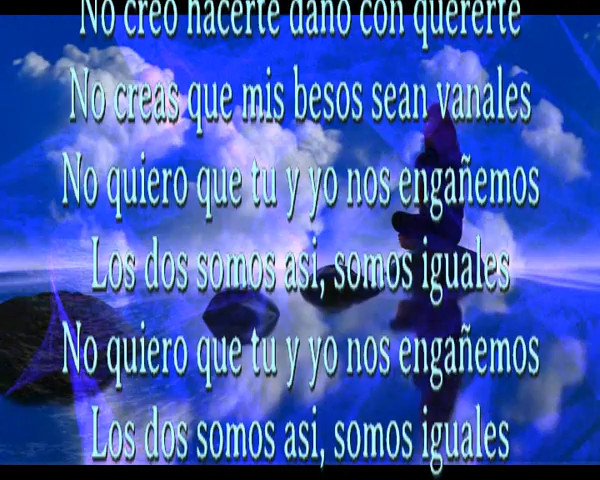 No creo hacerte daño con quererte
No creas que mis besos sean vanales
No quiero que tu y yo nos engañemos
Los dos somos asi, somos iguales
No quiero que tu y yo nos engañemos
Los dos somos asi, somos iguales